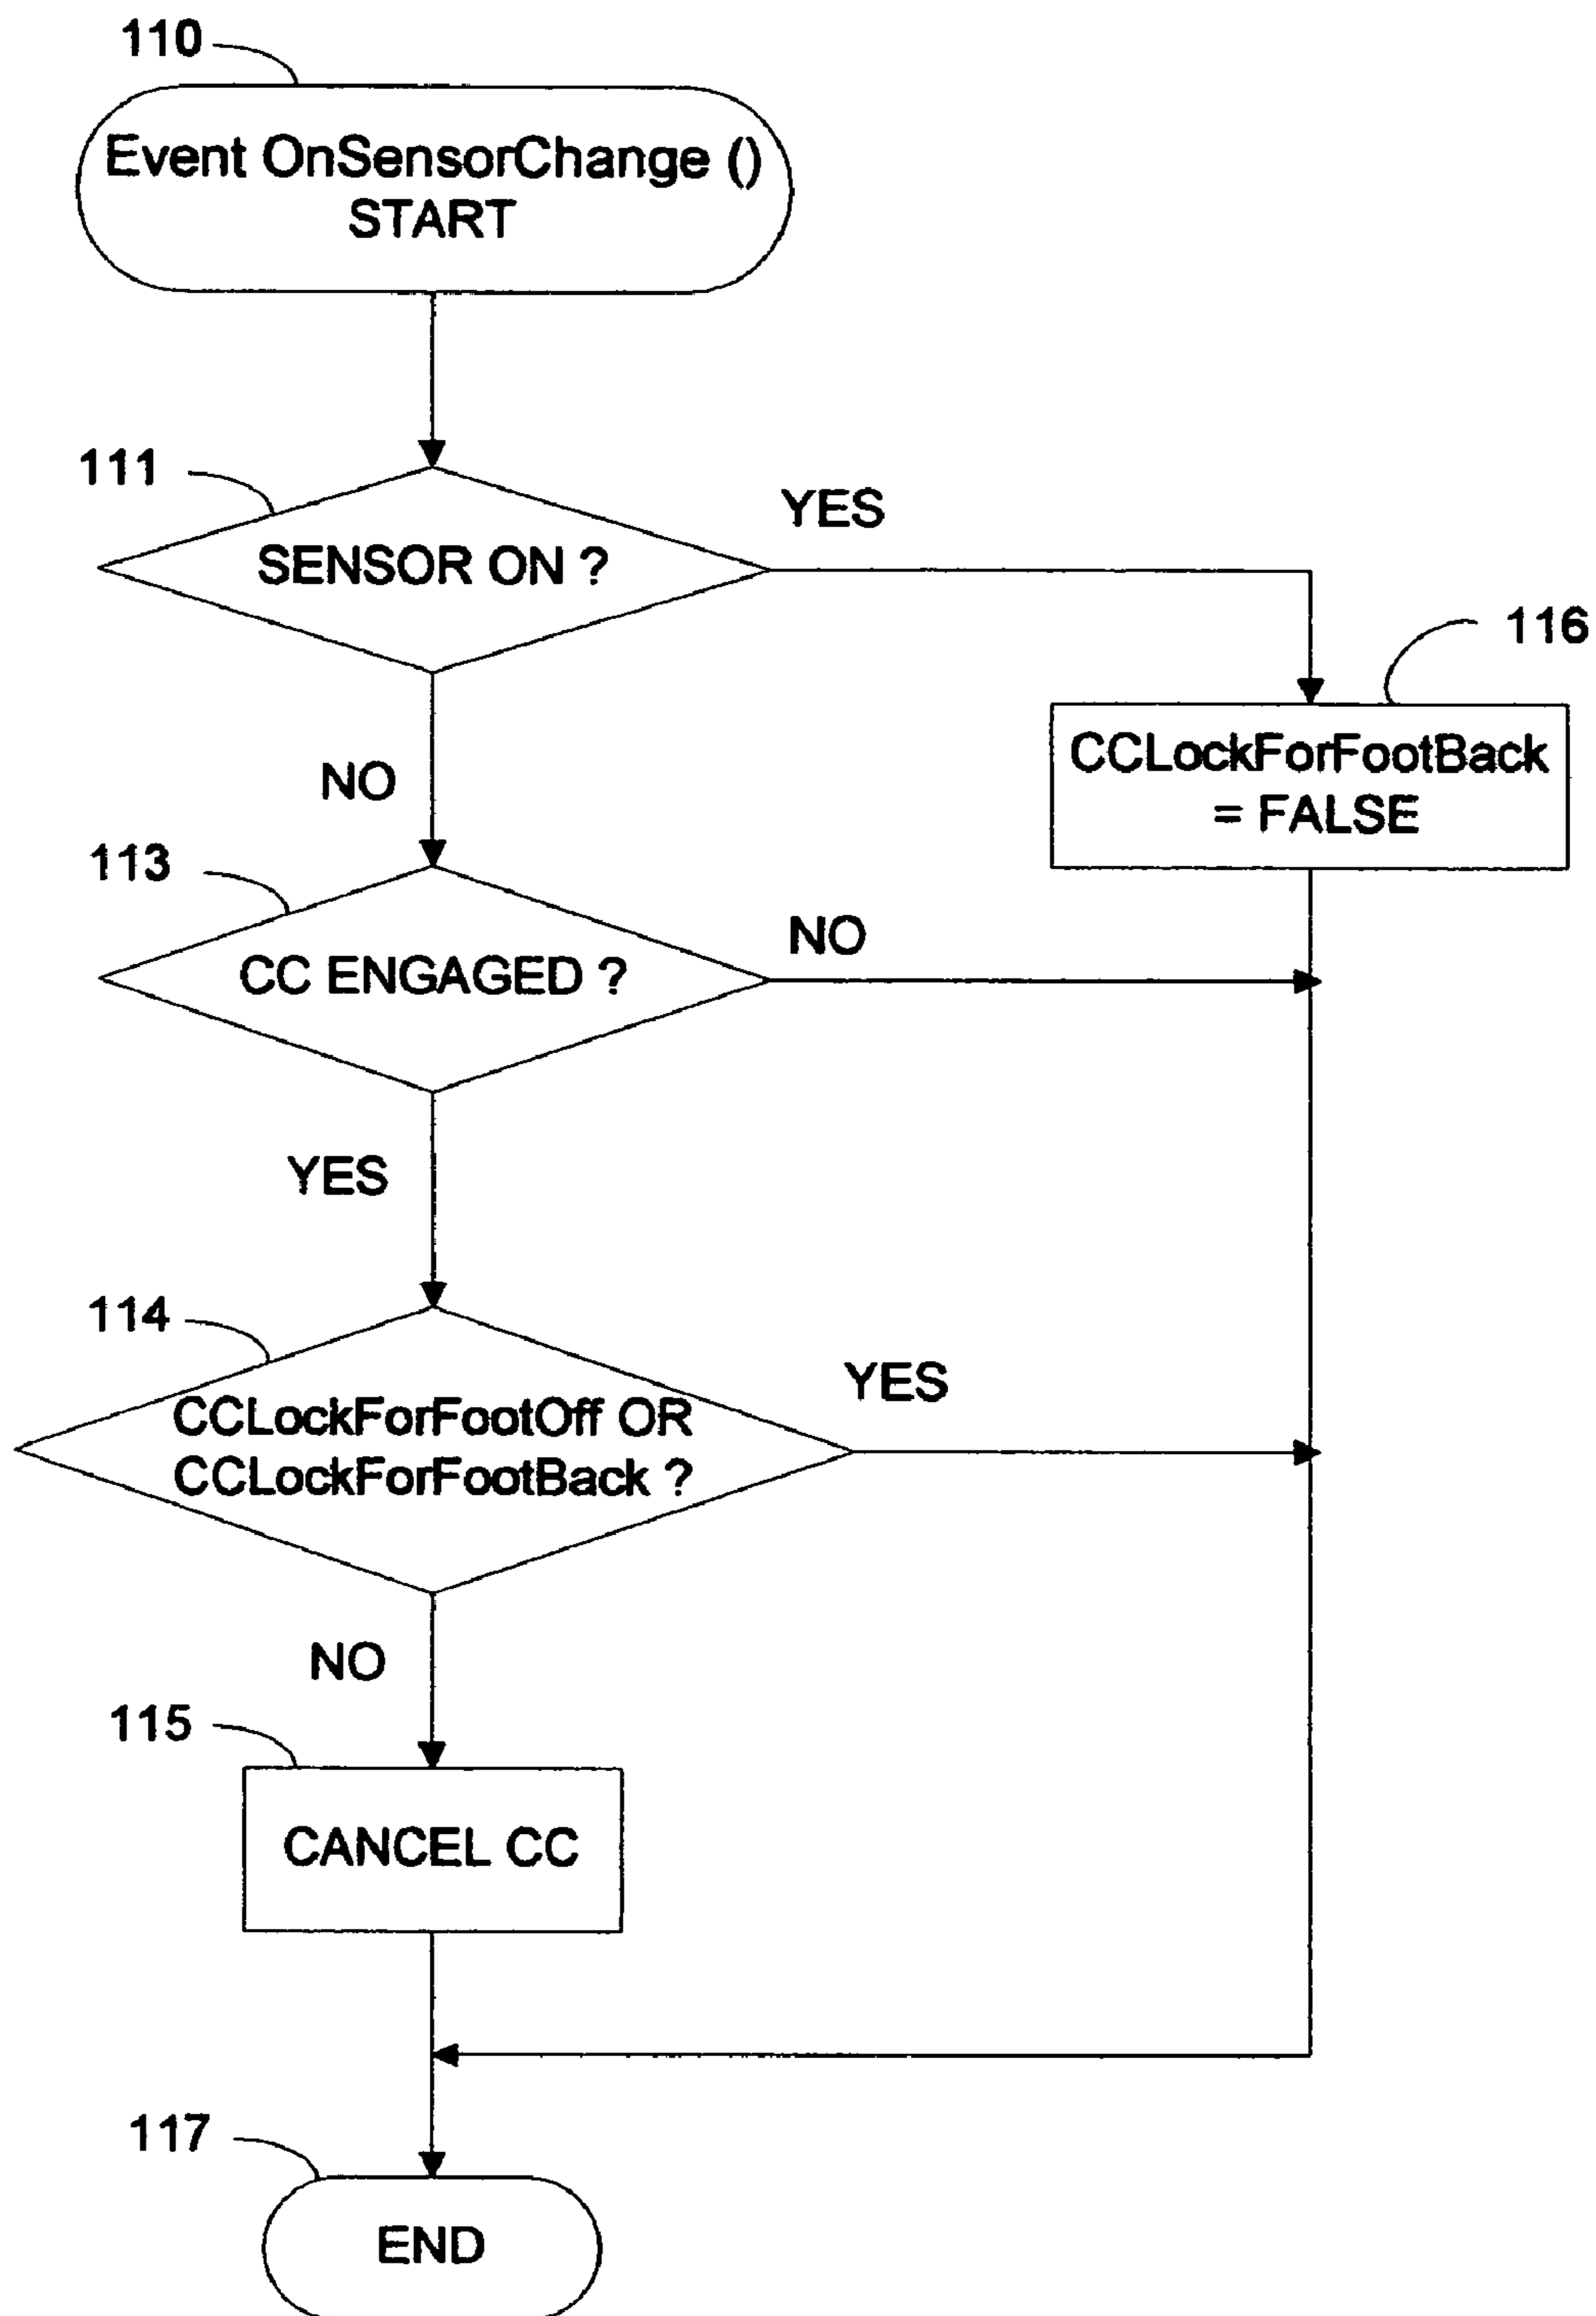 110
Event OnSensorChange ()
START
111
SENSOR ON ?
YES
116
CCLockForFootBack
= FALSE
NO
113
CC ENGAGED ?
NO
YES
114
CCLockForFootOff OR
CCLockForFootBack ?
YES
NO
115
CANCEL CC
117
END